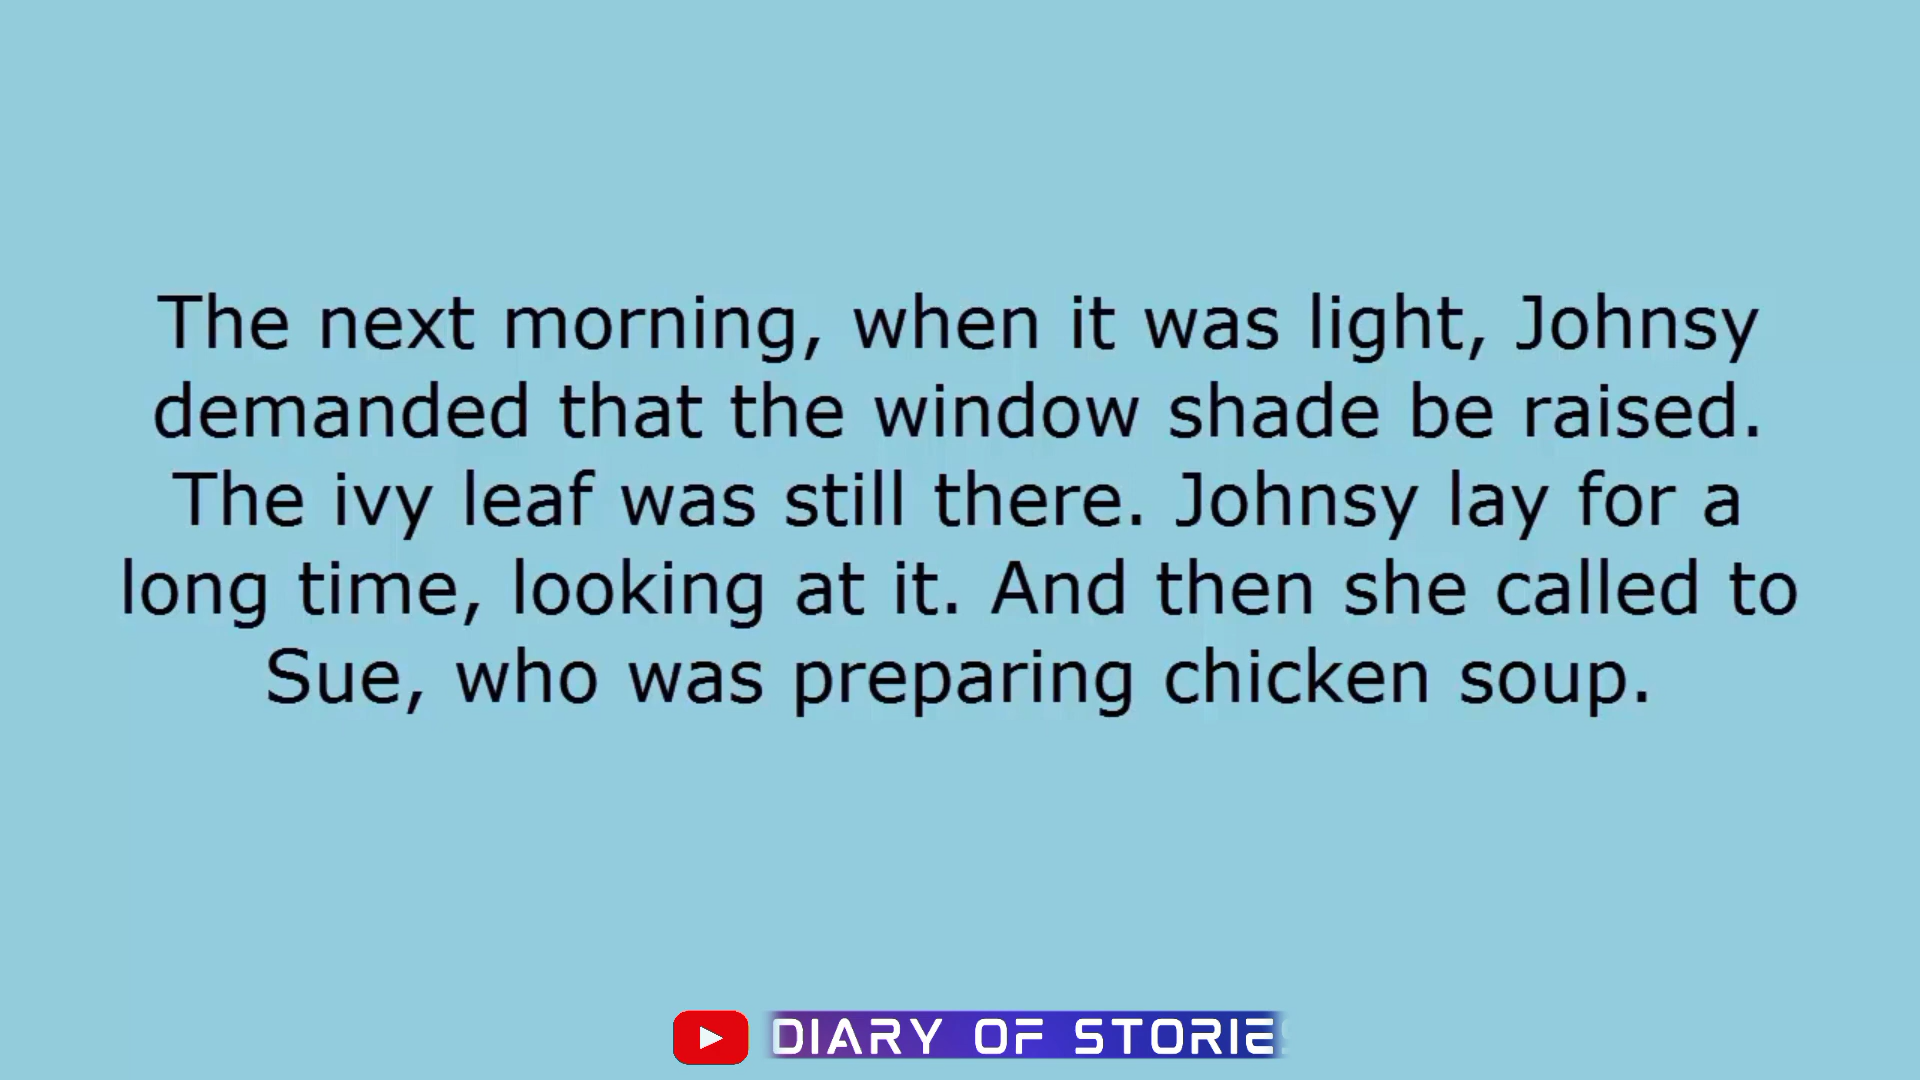 The next morning, when it was light, Johnsy
demanded that the window shade be raised.
The ivy leaf was still there. Johnsy lay for a
long time, looking at it. And then she called to
Sue, who was preparing chicken soup.
DIARY OF STORIES